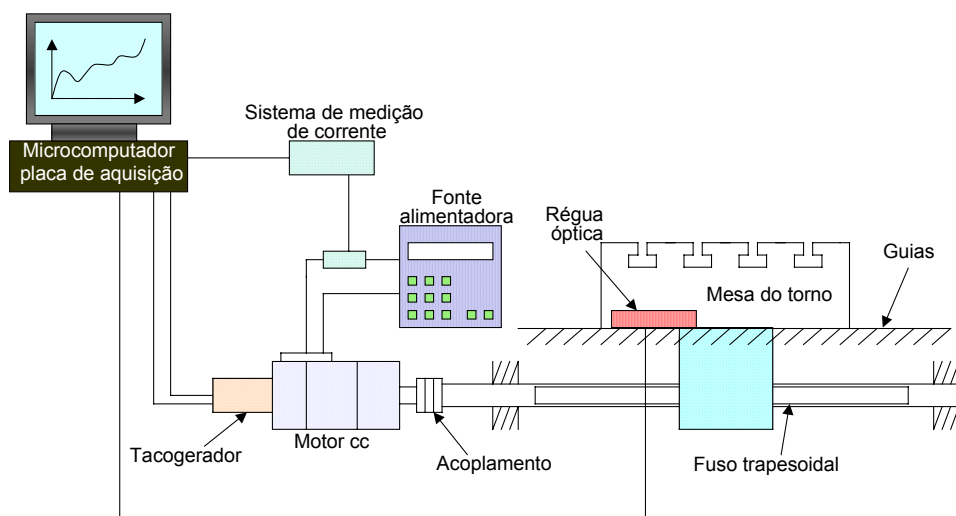 Sistema de medição
de corrente
Microcomputador
placa de aquisição
Fonte
alimentadora
Régua
óptica
Guias
Mesa do torno
Tacogerador
Motor cc
Acoplamento
Fuso trapesoidal